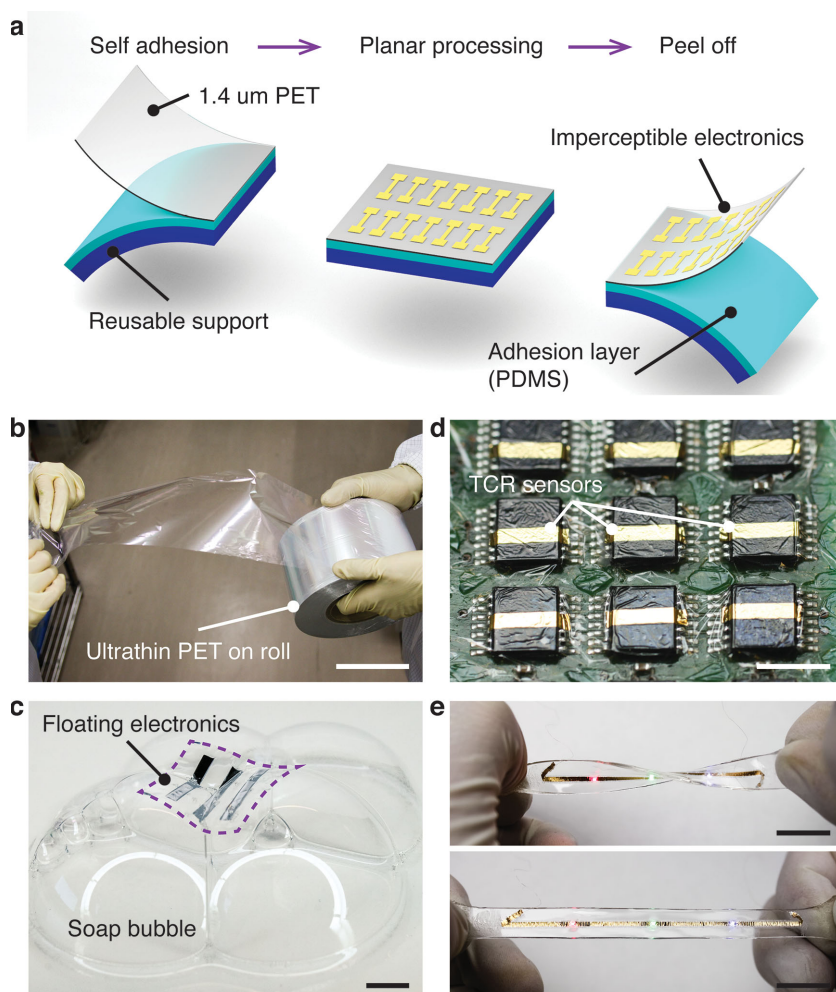 a
Self adhesion
Planar processing
Peel off
1.4 um PET
Imperceptible electronics
Reusable support
Adhesion layer
(PDMS)
b
Ultrathin PET on roll
d
TCR sensors
c
Floating electronics
Soap bubble
e